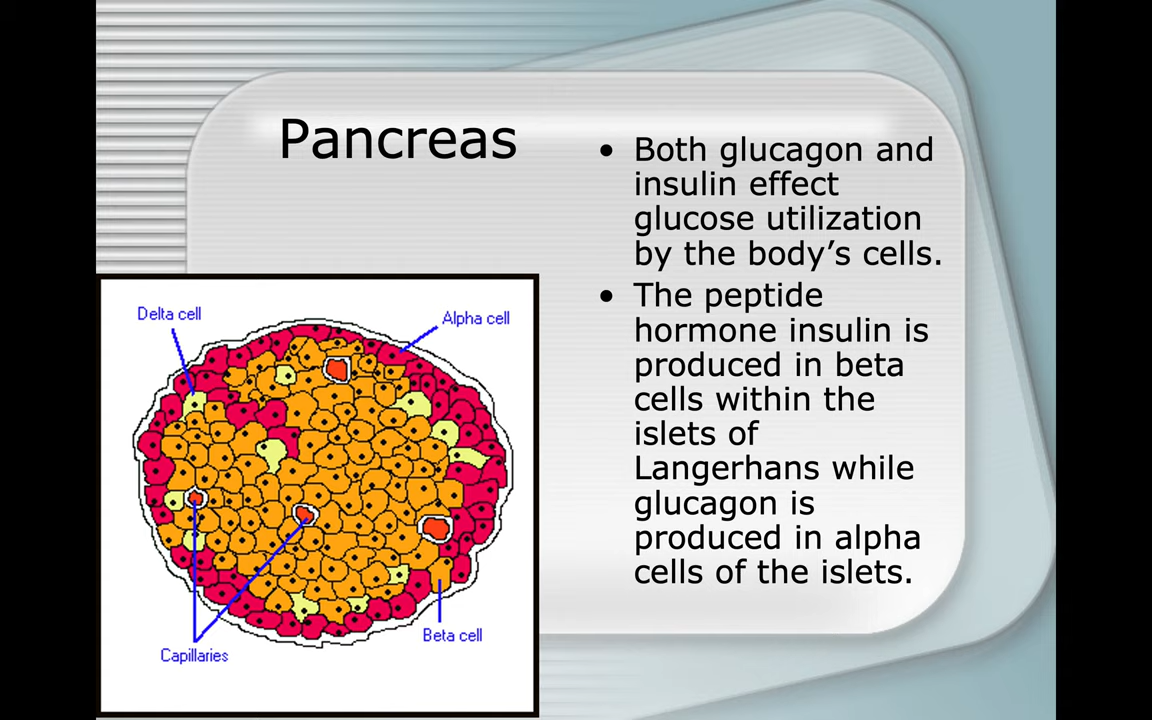 Pancreas
• Both glucagon and
insulin effect
glucose utilization
by the body’s cells.
• The peptide
hormone insulin is
produced in beta
cells within the
islets of
Langerhans while
glucagon is
produced in alpha
cells of the islets.
Delta cell
Alpha cell
Beta cell
Capillaries